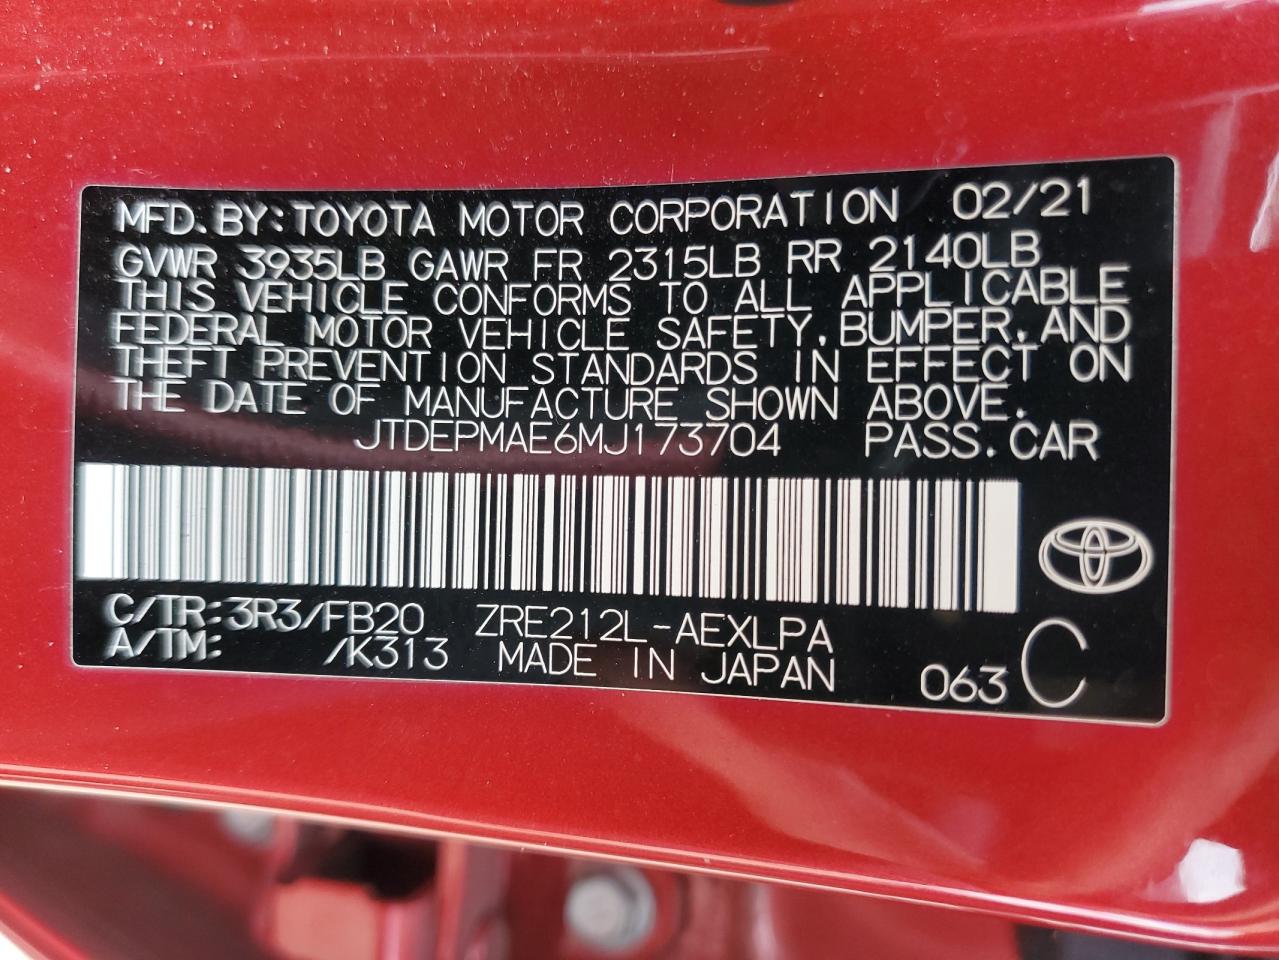 MFD. BY: TOYOTA MOTOR CORPORATION 02/21
GVWR 3935LB GAWR FR 2315LB RR 2140LB
THIS VEHICLE CONFORMS TO ALL APPLICABLE
FEDERAL MOTOR VEHICLE SAFETY, BUMPER, AND
THEFT PREVENTION STANDARDS IN EFFECT ON
THE DATE OF MANUFACTURE SHOWN ABOVE.
JTDEPMAE6MJ173704 PASS. CAR
C/TR: 3R3/FB20 ZRE212L-AEXLPA
A/TM: /K313 MADE IN JAPAN 063 C